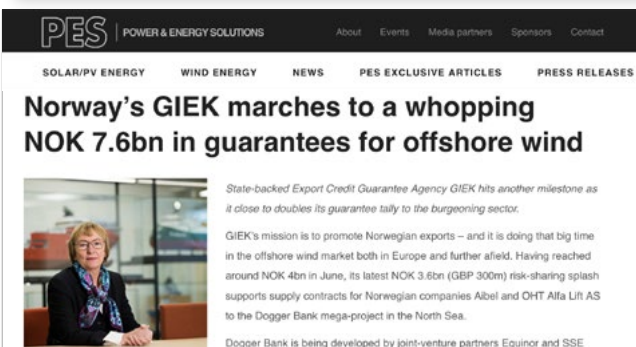 PES POWER & ENERGY SOLUTIONS About Events Media partners Sponsors Contact
SOLAR/PV ENERGY WIND ENERGY NEWS PES EXCLUSIVE ARTICLES PRESS RELEASES
Norway's GIEK marches to a whopping
NOK 7.6bn in guarantees for offshore wind
State-backed Export Credit Guarantee Agency GIEK hits another milestone as
it close to doubles its guarantee tally to the burgeoning sector.
GIEK's mission is to promote Norwegian exports – and it is doing that big time
in the offshore wind market both in Europe and further afield. Having reached
around NOK 4bn in June, its latest NOK 3.6bn (GBP 300m) risk-sharing splash
supports supply contracts for Norwegian companies Aibel and OHT Alfa Lift AS
to the Dogger Bank mega-project in the North Sea.
Dogger Bank is being developed by joint-venture partners Equinor and SSE